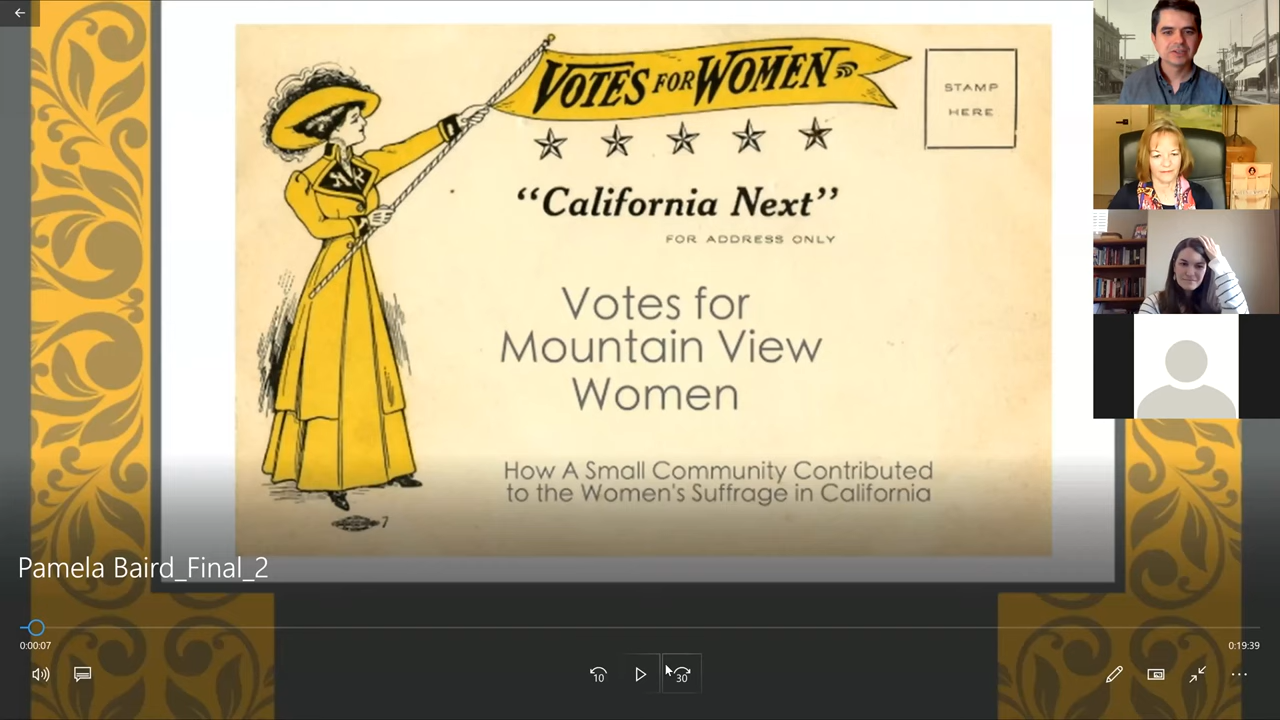 VOTES FOR WOMEN
STAMP
HERE
“California Next”
FOR ADDRESS ONLY
Votes for
Mountain View
Women
How A Small Community Contributed
to the Women's Suffrage in California
7
Pamela Baird_Final_2
0:00:07
0:19:39
10
30